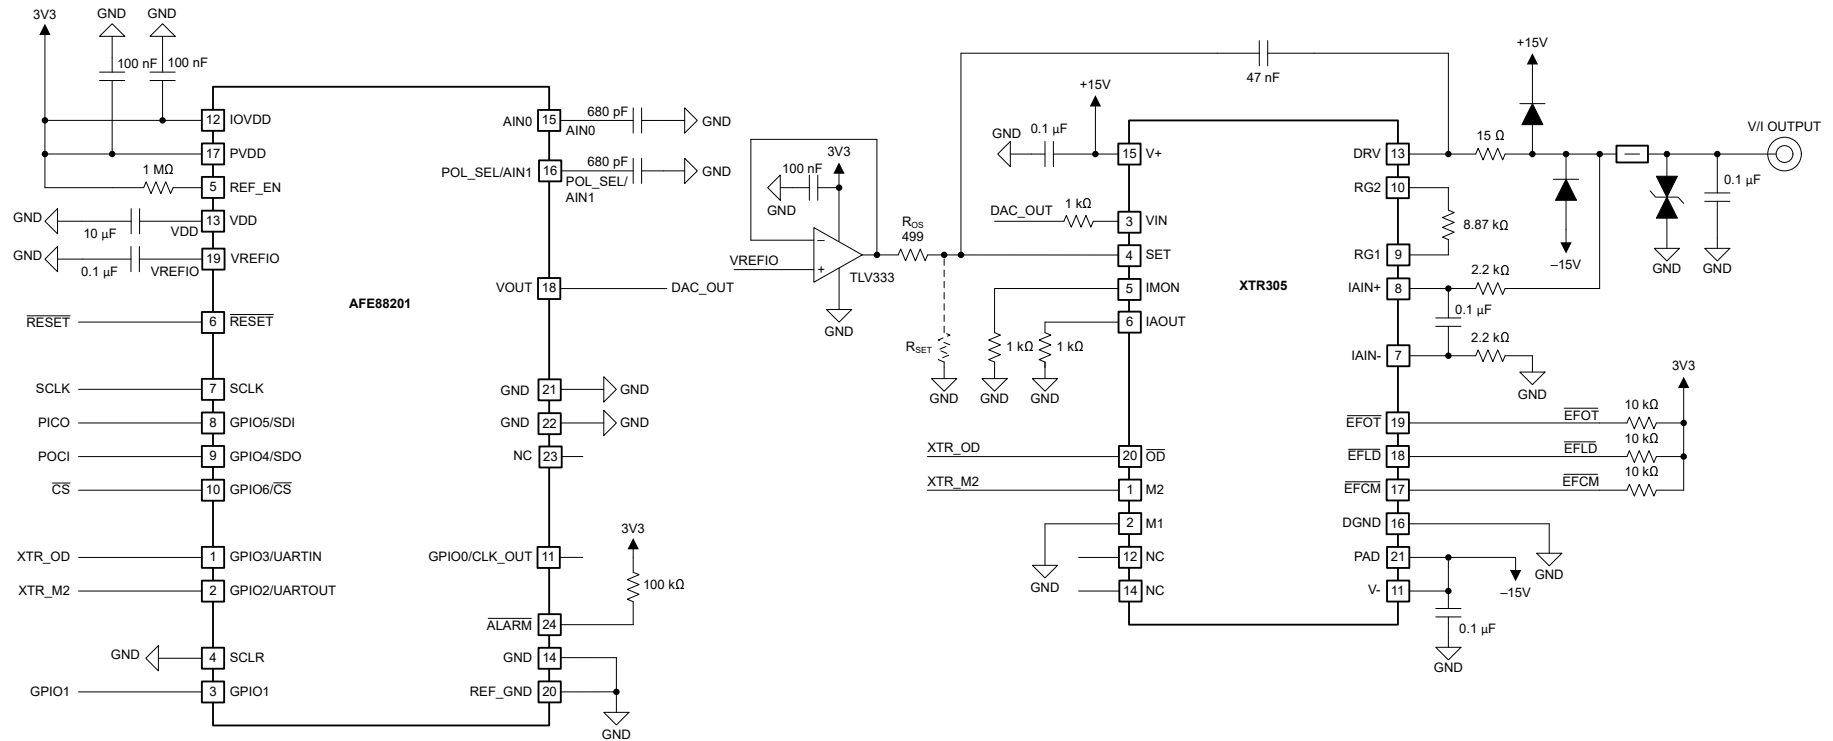 3V3
GND
GND
100 nF
100 nF
12 IOVDD
17 PVDD
1 MΩ
5 REF_EN
GND
10 µF
VDD
13 VDD
GND
0.1 µF
VREFIO
19 VREFIO
RESET
6 RESET
SCLK
7 SCLK
PICO
8 GPIO5/SDI
POCI
9 GPIO4/SDO
CS
10 GPIO6/CS
XTR_OD
1 GPIO3/UARTIN
XTR_M2
2 GPIO2/UARTOUT
GND
4 SCLR
GPIO1
3 GPIO1
AFE88201
AIN0 15
680 pF
AIN0
GND
POL_SEL/AIN1 16
680 pF
POL_SEL/
AIN1
GND
VOUT 18
DAC_OUT
GND 21
GND
GND 22
GND
NC 23
GPIO0/CLK_OUT 11
3V3
100 kΩ
ALARM 24
GND 14
REF_GND 20
GND
3V3
100 nF
GND
VREFIO
−
+
TLV333
GND
ROS
499
RSET
GND
47 nF
+15V
GND
0.1 µF
15 V+
DAC_OUT
1 kΩ
3 VIN
4 SET
5 IMON
6 IAOUT
1 kΩ
1 kΩ
GND
GND
XTR_OD
20 OD
XTR_M2
1 M2
2 M1
12 NC
14 NC
GND
XTR305
DRV 13
15 Ω
+15V
–15V
V/I OUTPUT
0.1 µF
GND
GND
RG2 10
8.87 kΩ
RG1 9
2.2 kΩ
IAIN+ 8
0.1 µF
2.2 kΩ
IAIN- 7
GND
3V3
EFOT 19
EFOT
10 kΩ
EFLD 18
EFLD
10 kΩ
EFCM 17
EFCM
10 kΩ
DGND 16
GND
PAD 21
–15V
V- 11
0.1 µF
GND